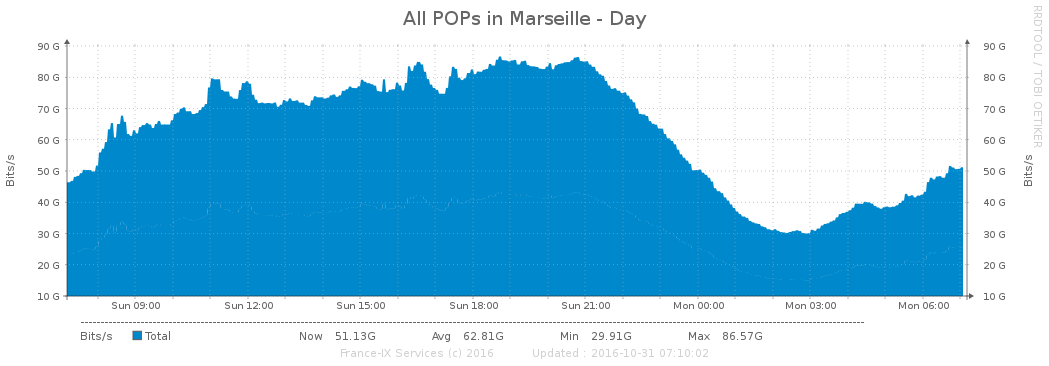 All POPs in Marseille - Day
RRDTOOL / TOBI OETIKER
90 G 90 G
80 G 80 G
70 G 70 G
60 G 60 G
50 G 50 G
40 G 40 G
30 G 30 G
20 G 20 G
10 G 10 G
Bits/s
Bits/s
Sun 09:00 Sun 12:00 Sun 15:00 Sun 18:00 Sun 21:00 Mon 00:00 Mon 03:00 Mon 06:00
Bits/s Total Now 51.13G Avg 62.81G Min 29.91G Max 86.57G
France-IX Services (c) 2016 Updated : 2016-10-31 07:10:02